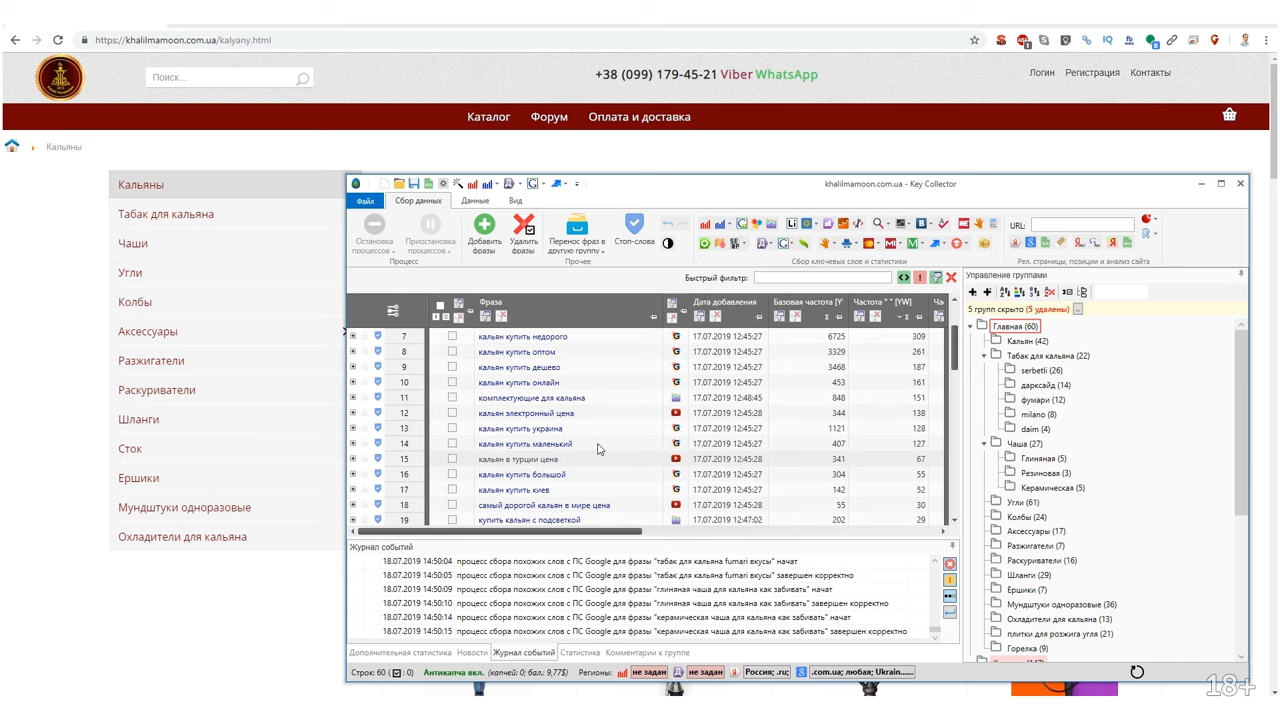 https://khalilmamoon.com.ua/kalyany.html
Поиск...
+38 (099) 179-45-21 Viber WhatsApp
Логин Регистрация Контакты
Каталог Форум Оплата и доставка
Кальяны
Кальяны
Табак для кальяна
Чаши
Угли
Колбы
Аксессуары
Разжигатели
Раскуриватели
Шланги
Сток
Ершики
Мундштуки одноразовые
Охладители для кальяна
khalilmamoon.com.ua - Key Collector
Файл Сбор данных Данные Вид
Остановка процессов
Приостановка процессов
Процесс
Добавить фразы
Удалить фразы
Перенос фраз в другую группу
Прочее
Стоп-слова
Сбор ключевых слов и статистики
URL:
Рел. страницы, позиции и анализ сайта
Быстрый фильтр:
Фраза Дата добавления Базовая частота [Y Частота " " [YW] Ча
7 кальян купить недорого 17.07.2019 12:45:27 6725 309
8 кальян купить оптом 17.07.2019 12:45:27 3329 261
9 кальян купить дешево 17.07.2019 12:45:27 3468 187
10 кальян купить онлайн 17.07.2019 12:45:27 453 161
11 комплектующие для кальяна 17.07.2019 12:48:45 848 151
12 кальян электронный цена 17.07.2019 12:45:28 344 138
13 кальян купить украина 17.07.2019 12:45:27 1121 128
14 кальян купить маленький 17.07.2019 12:45:27 407 127
15 кальян в турции цена 17.07.2019 12:45:28 341 67
16 кальян купить большой 17.07.2019 12:45:27 304 55
17 кальян купить киев 17.07.2019 12:45:27 142 52
18 самый дорогой кальян в мире цена 17.07.2019 12:45:28 55 30
19 купить кальян с подсветкой 17.07.2019 12:47:02 202 29
Управление группами
5 групп скрыто (5 удалены)
Главная (60)
Кальян (42)
Табак для кальяна (22)
serbetli (26)
дарксайд (14)
фумари (12)
milano (8)
daim (4)
Чаша (27)
Глиняная (5)
Резиновая (3)
Керамическая (5)
Угли (61)
Колбы (24)
Аксессуары (17)
Разжигатели (7)
Раскуриватели (16)
Шланги (29)
Ершики (7)
Мундштуки одноразовые (36)
Охладители для кальяна (13)
плитки для розжига угля (21)
Горелка (9)
Журнал событий
18.07.2019 14:50:04 процесс сбора похожих слов с ПС Google для фразы "табак для кальяна fumari вкусы" начат
18.07.2019 14:50:05 процесс сбора похожих слов с ПС Google для фразы "табак для кальяна fumari вкусы" завершен корректно
18.07.2019 14:50:09 процесс сбора похожих слов с ПС Google для фразы "глиняная чаша для кальяна как забивать" начат
18.07.2019 14:50:10 процесс сбора похожих слов с ПС Google для фразы "глиняная чаша для кальяна как забивать" завершен корректно
18.07.2019 14:50:14 процесс сбора похожих слов с ПС Google для фразы "керамическая чаша для кальяна как забивать" начат
18.07.2019 14:50:15 процесс сбора похожих слов с ПС Google для фразы "керамическая чаша для кальяна как забивать" завершен корректно
Дополнительная статистика Новости Журнал событий Статистика Комментарии к группе
Строк: 60 ( : 0) Антикапча вкл. (капчей: 0; бал.: 9,77$) Регионы: не задан не задан Россия; .ru; .com.ua; любая; Ukrain......
18+